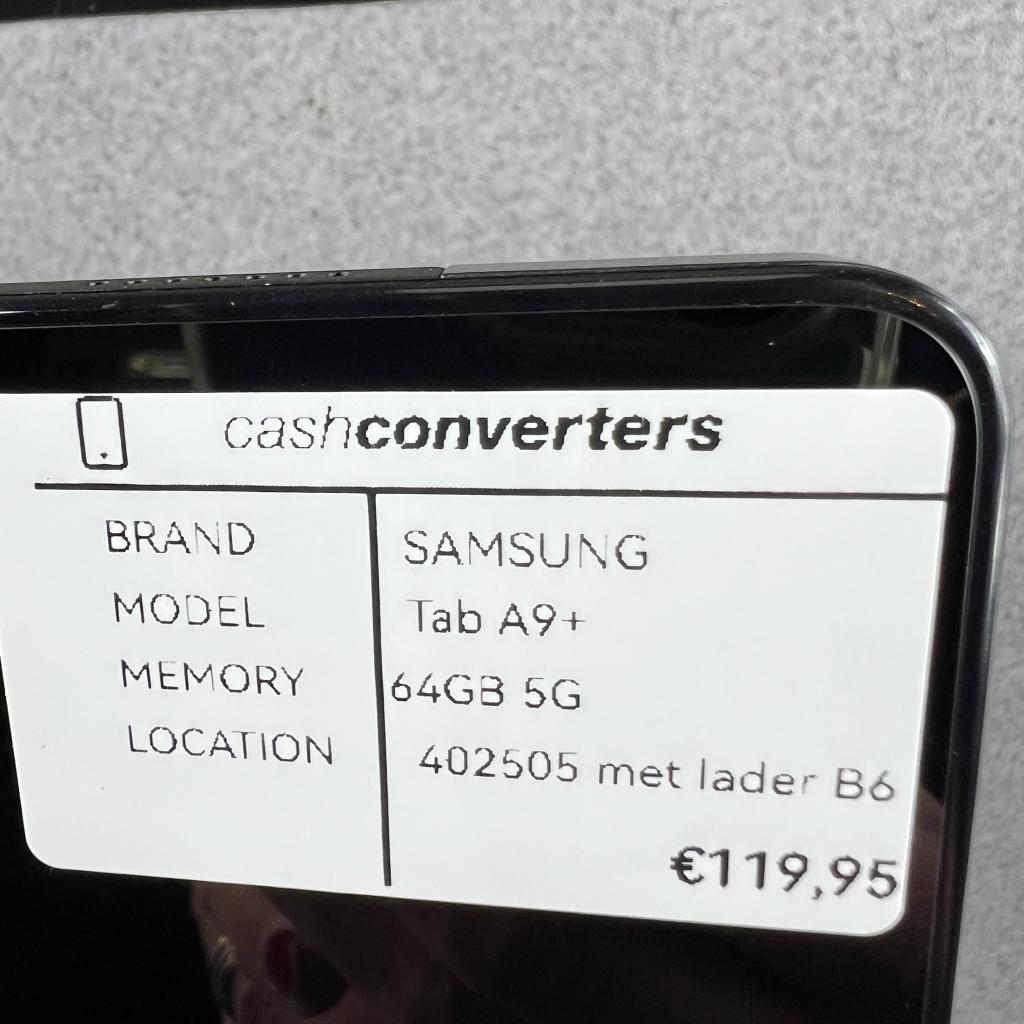 cashconverters
BRAND SAMSUNG
MODEL Tab A9+
MEMORY 64GB 5G
LOCATION 402505 met lader B6
€119,95